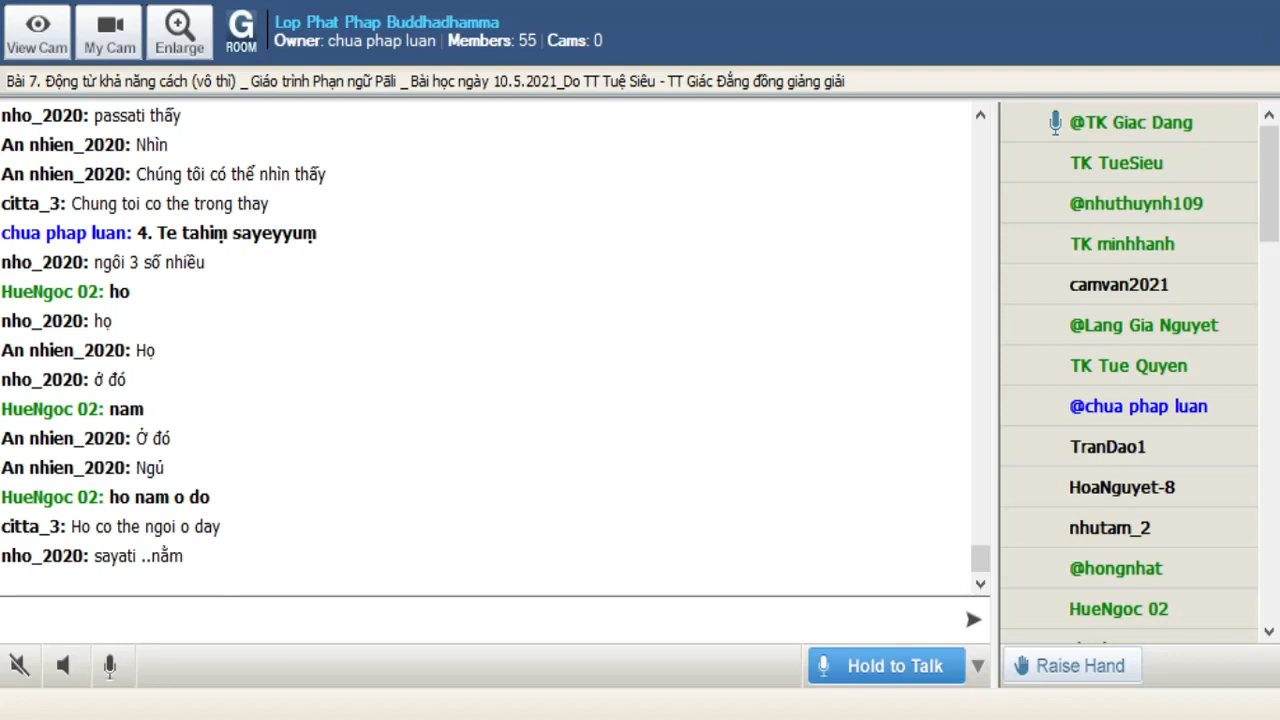 View Cam
My Cam
Enlarge
G
ROOM
Lop Phat Phap Buddhadhamma
Owner: chua phap luan | Members: 55 | Cams: 0
Bài 7. Động từ khả năng cách (vô thì) _ Giáo trình Phạn ngữ Pāli _ Bài học ngày 10.5.2021_Do TT Tuệ Siêu - TT Giác Đẳng đồng giảng giải
nho_2020: passati thấy
An nhien_2020: Nhìn
An nhien_2020: Chúng tôi có thể nhìn thấy
citta_3: Chung toi co the trong thay
chua phap luan: 4. Te tahiṃ sayeyyuṃ
nho_2020: ngôi 3 số nhiều
HueNgoc 02: ho
nho_2020: họ
An nhien_2020: Họ
nho_2020: ở đó
HueNgoc 02: nam
An nhien_2020: Ở đó
An nhien_2020: Ngủ
HueNgoc 02: ho nam o do
citta_3: Ho co the ngoi o day
nho_2020: sayati ..nằm
@TK Giac Dang
TK TueSieu
@nhuthuynh109
TK minhhanh
camvan2021
@Lang Gia Nguyet
TK Tue Quyen
@chua phap luan
TranDao1
HoaNguyet-8
nhutam_2
@hongnhat
HueNgoc 02
Hold to Talk
Raise Hand